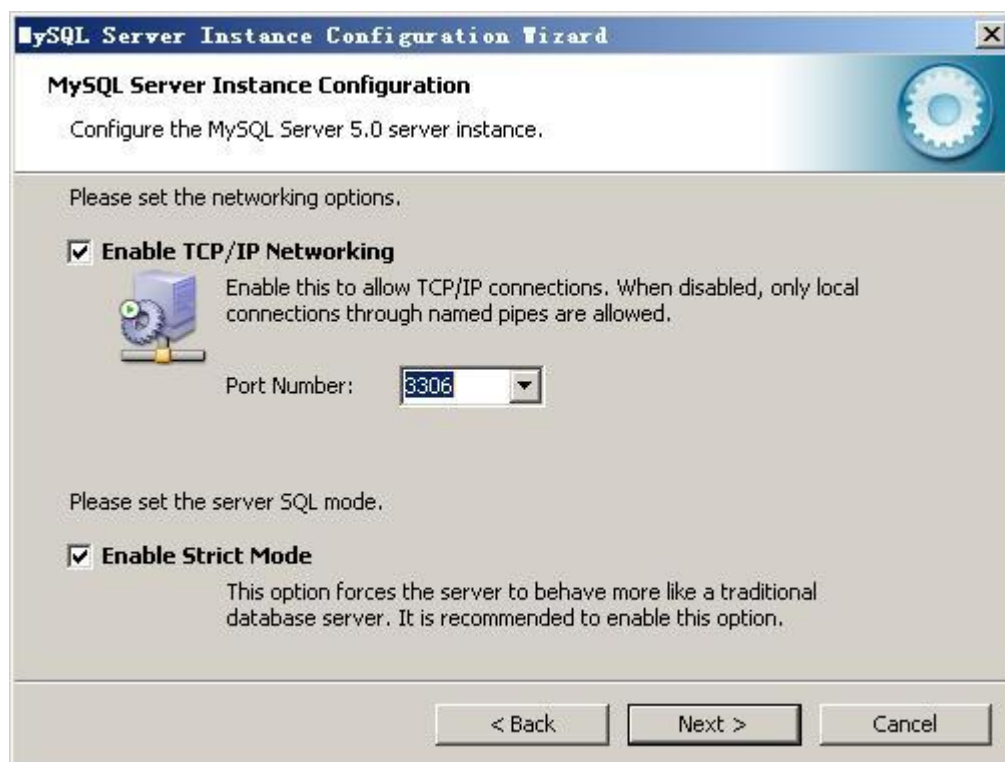 MySQL Server Instance Configuration Wizard
MySQL Server Instance Configuration
Configure the MySQL Server 5.0 server instance.
Please set the networking options.
Enable TCP/IP Networking
Enable this to allow TCP/IP connections. When disabled, only local
connections through named pipes are allowed.
Port Number: 3306
Please set the server SQL mode.
Enable Strict Mode
This option forces the server to behave more like a traditional
database server. It is recommended to enable this option.
< Back Next > Cancel